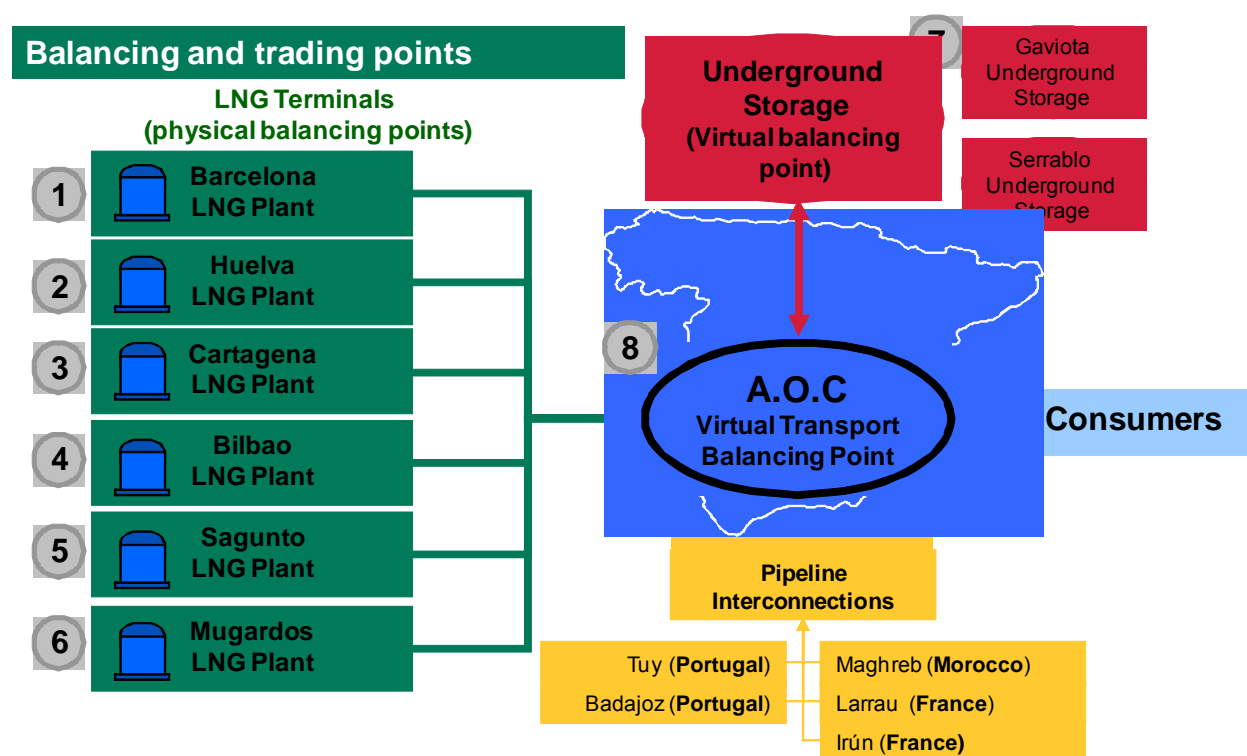 Balancing and trading points
LNG Terminals
(physical balancing points)
1
Barcelona
LNG Plant
2
Huelva
LNG Plant
3
Cartagena
LNG Plant
4
Bilbao
LNG Plant
5
Sagunto
LNG Plant
6
Mugardos
LNG Plant
Underground
Storage
(Virtual balancing
point)
7
Gaviota
Underground
Storage
Serrablo
Underground
Storage
8
A.O.C
Virtual Transport
Balancing Point
Consumers
Pipeline
Interconnections
Tuy (Portugal)
Badajoz (Portugal)
Maghreb (Morocco)
Larrau (France)
Irún (France)